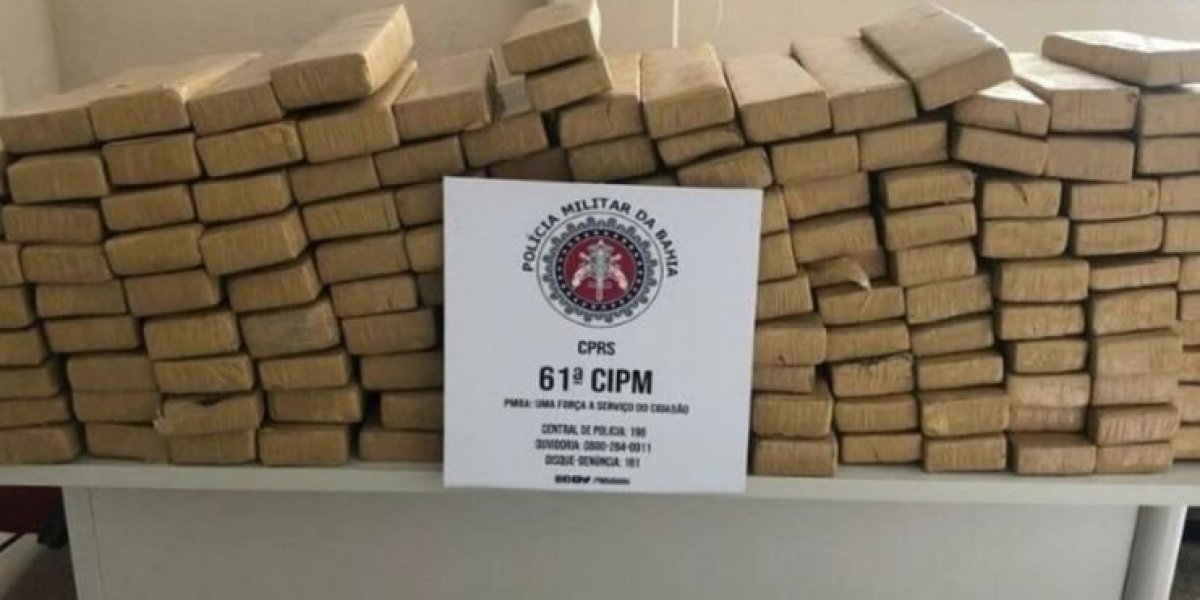 POLÍCIA MILITAR DA BAHIA
CPRS
61ª CIPM
PMBA: UMA FORÇA A SERVIÇO DO CIDADÃO
CENTRAL DE POLÍCIA: 190
OUVIDORIA: 0800-284-0011
DISQUE-DENÚNCIA: 181